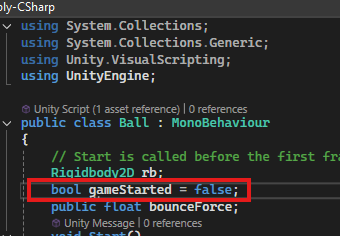 bly-CSharp
using System.Collections;
using System.Collections.Generic;
using Unity.VisualScripting;
using UnityEngine;
Unity Script (1 asset reference) | 0 references
public class Ball : MonoBehaviour
{
// Start is called before the first fra
Rigidbody2D rb;
bool gameStarted = false;
public float bounceForce;
Unity Message | 0 references
void Start()